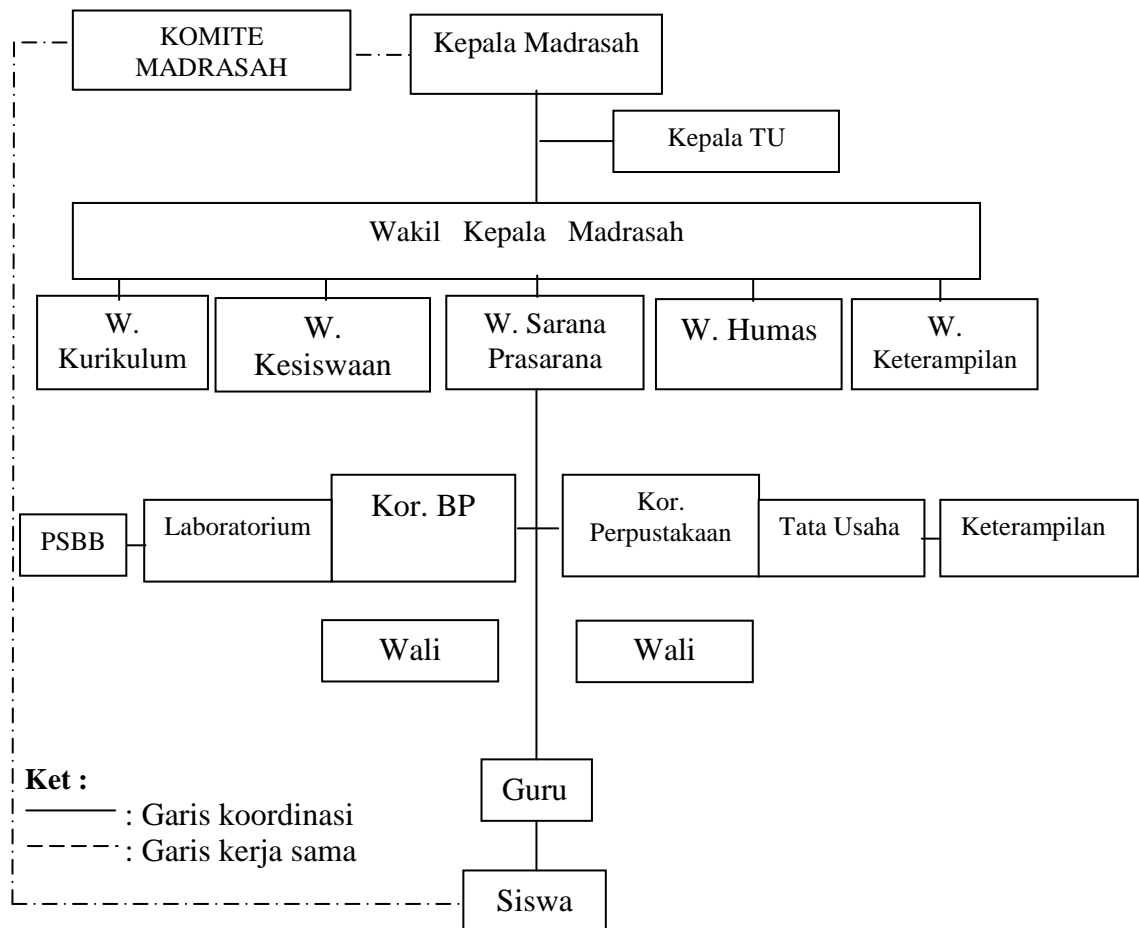 KOMITE
MADRASAH
Kepala Madrasah
Kepala TU
Wakil Kepala Madrasah
W.
Kurikulum
W.
Kesiswaan
W. Sarana
Prasarana
W. Humas
W.
Keterampilan
PSBB
Laboratorium
Kor. BP
Kor.
Perpustakaan
Tata Usaha
Keterampilan
Wali
Wali
Guru
Siswa
Ket :
: Garis koordinasi
: Garis kerja sama